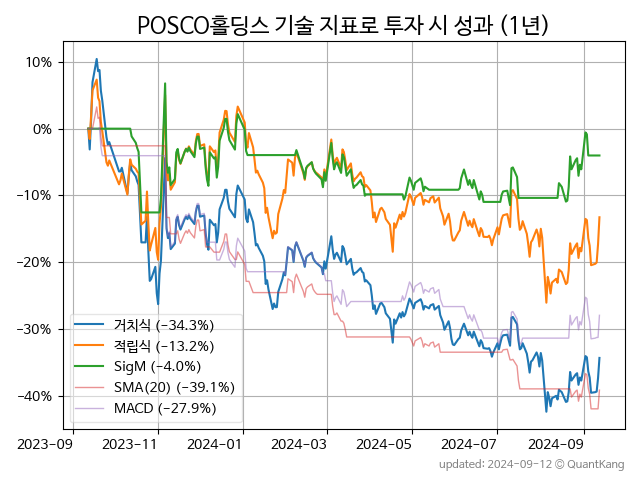 POSCO홀딩스 기술 지표로 투자 시 성과 (1년)
10%
0%
−10%
−20%
−30%
−40%
거치식 (−34.3%)
적립식 (−13.2%)
SigM (−4.0%)
SMA(20) (−39.1%)
MACD (−27.9%)
2023−09 2023−11 2024−01 2024−03 2024−05 2024−07 2024−09
updated: 2024−09−12 © QuantKang